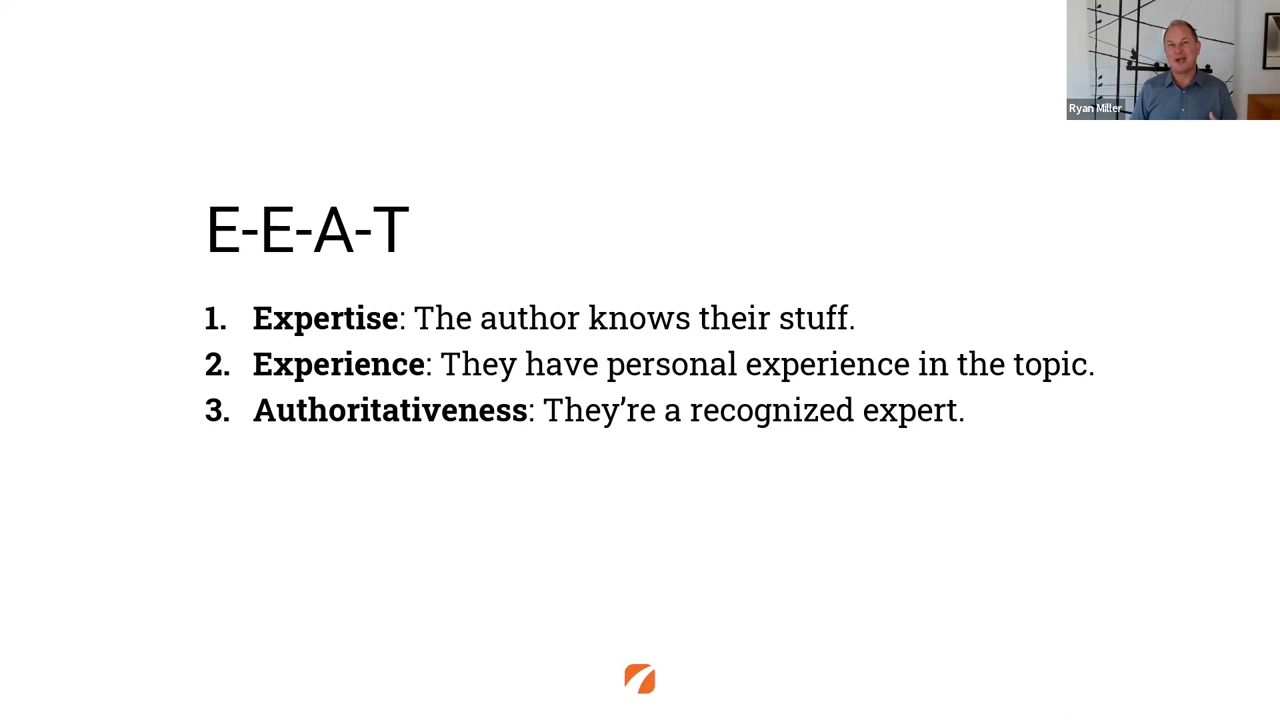 Ryan Miller
E-E-A-T
1. Expertise: The author knows their stuff.
2. Experience: They have personal experience in the topic.
3. Authoritativeness: They’re a recognized expert.